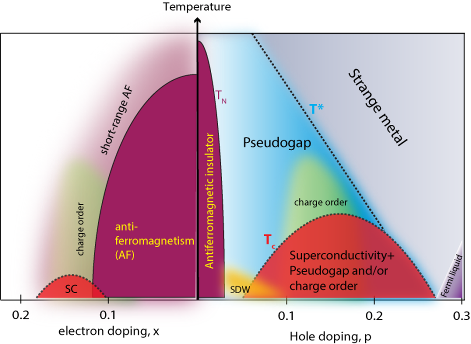 Temperature
short-range AF
T_N
T*
Strange metal
Pseudogap
Antiferromagnetic insulator
charge order
charge order
anti-
ferromagnetism
(AF)
T_c
Superconductivity+
Pseudogap and/or
charge order
SC
SDW
Fermi liquid
0.2
0.1
0.1
0.2
0.3
electron doping, x
Hole doping, p